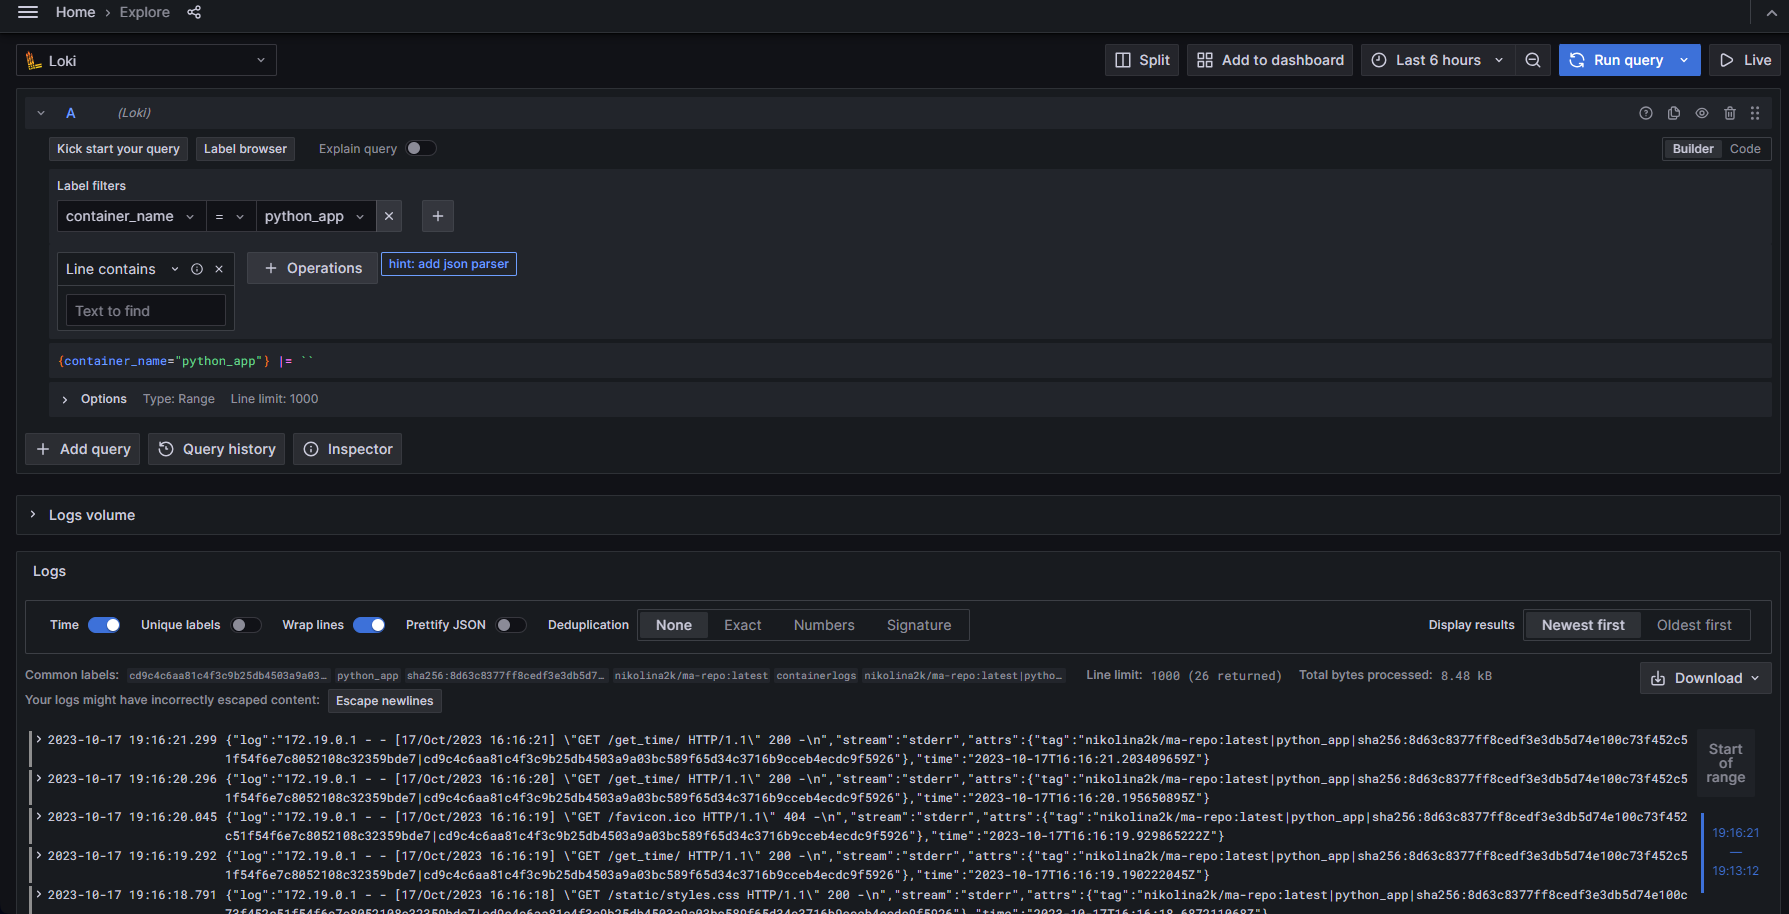 Home › Explore
Loki
Split
Add to dashboard
Last 6 hours
Run query
Live
A (Loki)
Kick start your query
Label browser
Explain query
Builder
Code
Label filters
container_name = python_app
Line contains
Operations
hint: add json parser
Text to find
{container_name="python_app"} |= ``
Options Type: Range Line limit: 1000
Add query
Query history
Inspector
Logs volume
Logs
Time
Unique labels
Wrap lines
Prettify JSON
Deduplication
None
Exact
Numbers
Signature
Display results
Newest first
Oldest first
Common labels: cd9c4c6aa81c4f3c9b25db4503a9a03… python_app sha256:8d63c8377ff8cedf3e3db5d7… nikolina2k/ma-repo:latest containerlogs nikolina2k/ma-repo:latest|pytho… Line limit: 1000 (26 returned) Total bytes processed: 8.48 kB
Download
Your logs might have incorrectly escaped content: Escape newlines
2023-10-17 19:16:21.299 {"log":"172.19.0.1 - - [17/Oct/2023 16:16:21] \"GET /get_time/ HTTP/1.1\" 200 -\n","stream":"stderr","attrs":{"tag":"nikolina2k/ma-repo:latest|python_app|sha256:8d63c8377ff8cedf3e3db5d74e100c73f452c5
1f54f6e7c8052108c32359bde7|cd9c4c6aa81c4f3c9b25db4503a9a03bc589f65d34c3716b9cceb4ecdc9f5926"},"time":"2023-10-17T16:16:21.203409659Z"}
2023-10-17 19:16:20.296 {"log":"172.19.0.1 - - [17/Oct/2023 16:16:20] \"GET /get_time/ HTTP/1.1\" 200 -\n","stream":"stderr","attrs":{"tag":"nikolina2k/ma-repo:latest|python_app|sha256:8d63c8377ff8cedf3e3db5d74e100c73f452c5
1f54f6e7c8052108c32359bde7|cd9c4c6aa81c4f3c9b25db4503a9a03bc589f65d34c3716b9cceb4ecdc9f5926"},"time":"2023-10-17T16:16:20.195650895Z"}
2023-10-17 19:16:20.045 {"log":"172.19.0.1 - - [17/Oct/2023 16:16:19] \"GET /favicon.ico HTTP/1.1\" 404 -\n","stream":"stderr","attrs":{"tag":"nikolina2k/ma-repo:latest|python_app|sha256:8d63c8377ff8cedf3e3db5d74e100c73f452
c51f54f6e7c8052108c32359bde7|cd9c4c6aa81c4f3c9b25db4503a9a03bc589f65d34c3716b9cceb4ecdc9f5926"},"time":"2023-10-17T16:16:19.929865222Z"}
2023-10-17 19:16:19.292 {"log":"172.19.0.1 - - [17/Oct/2023 16:16:19] \"GET /get_time/ HTTP/1.1\" 200 -\n","stream":"stderr","attrs":{"tag":"nikolina2k/ma-repo:latest|python_app|sha256:8d63c8377ff8cedf3e3db5d74e100c73f452c5
1f54f6e7c8052108c32359bde7|cd9c4c6aa81c4f3c9b25db4503a9a03bc589f65d34c3716b9cceb4ecdc9f5926"},"time":"2023-10-17T16:16:19.190222045Z"}
2023-10-17 19:16:18.791 {"log":"172.19.0.1 - - [17/Oct/2023 16:16:18] \"GET /static/styles.css HTTP/1.1\" 200 -\n","stream":"stderr","attrs":{"tag":"nikolina2k/ma-repo:latest|python_app|sha256:8d63c8377ff8cedf3e3db5d74e100c
Start
of
range
19:16:21
—
19:13:12